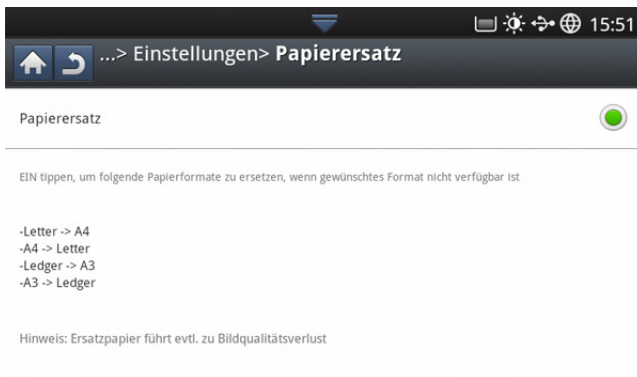 15:51
...> Einstellungen> Papierersatz
Papierersatz
EIN tippen, um folgende Papierformate zu ersetzen, wenn gewünschtes Format nicht verfügbar ist
-Letter -> A4
-A4 -> Letter
-Ledger -> A3
-A3 -> Ledger
Hinweis: Ersatzpapier führt evtl. zu Bildqualitätsverlust